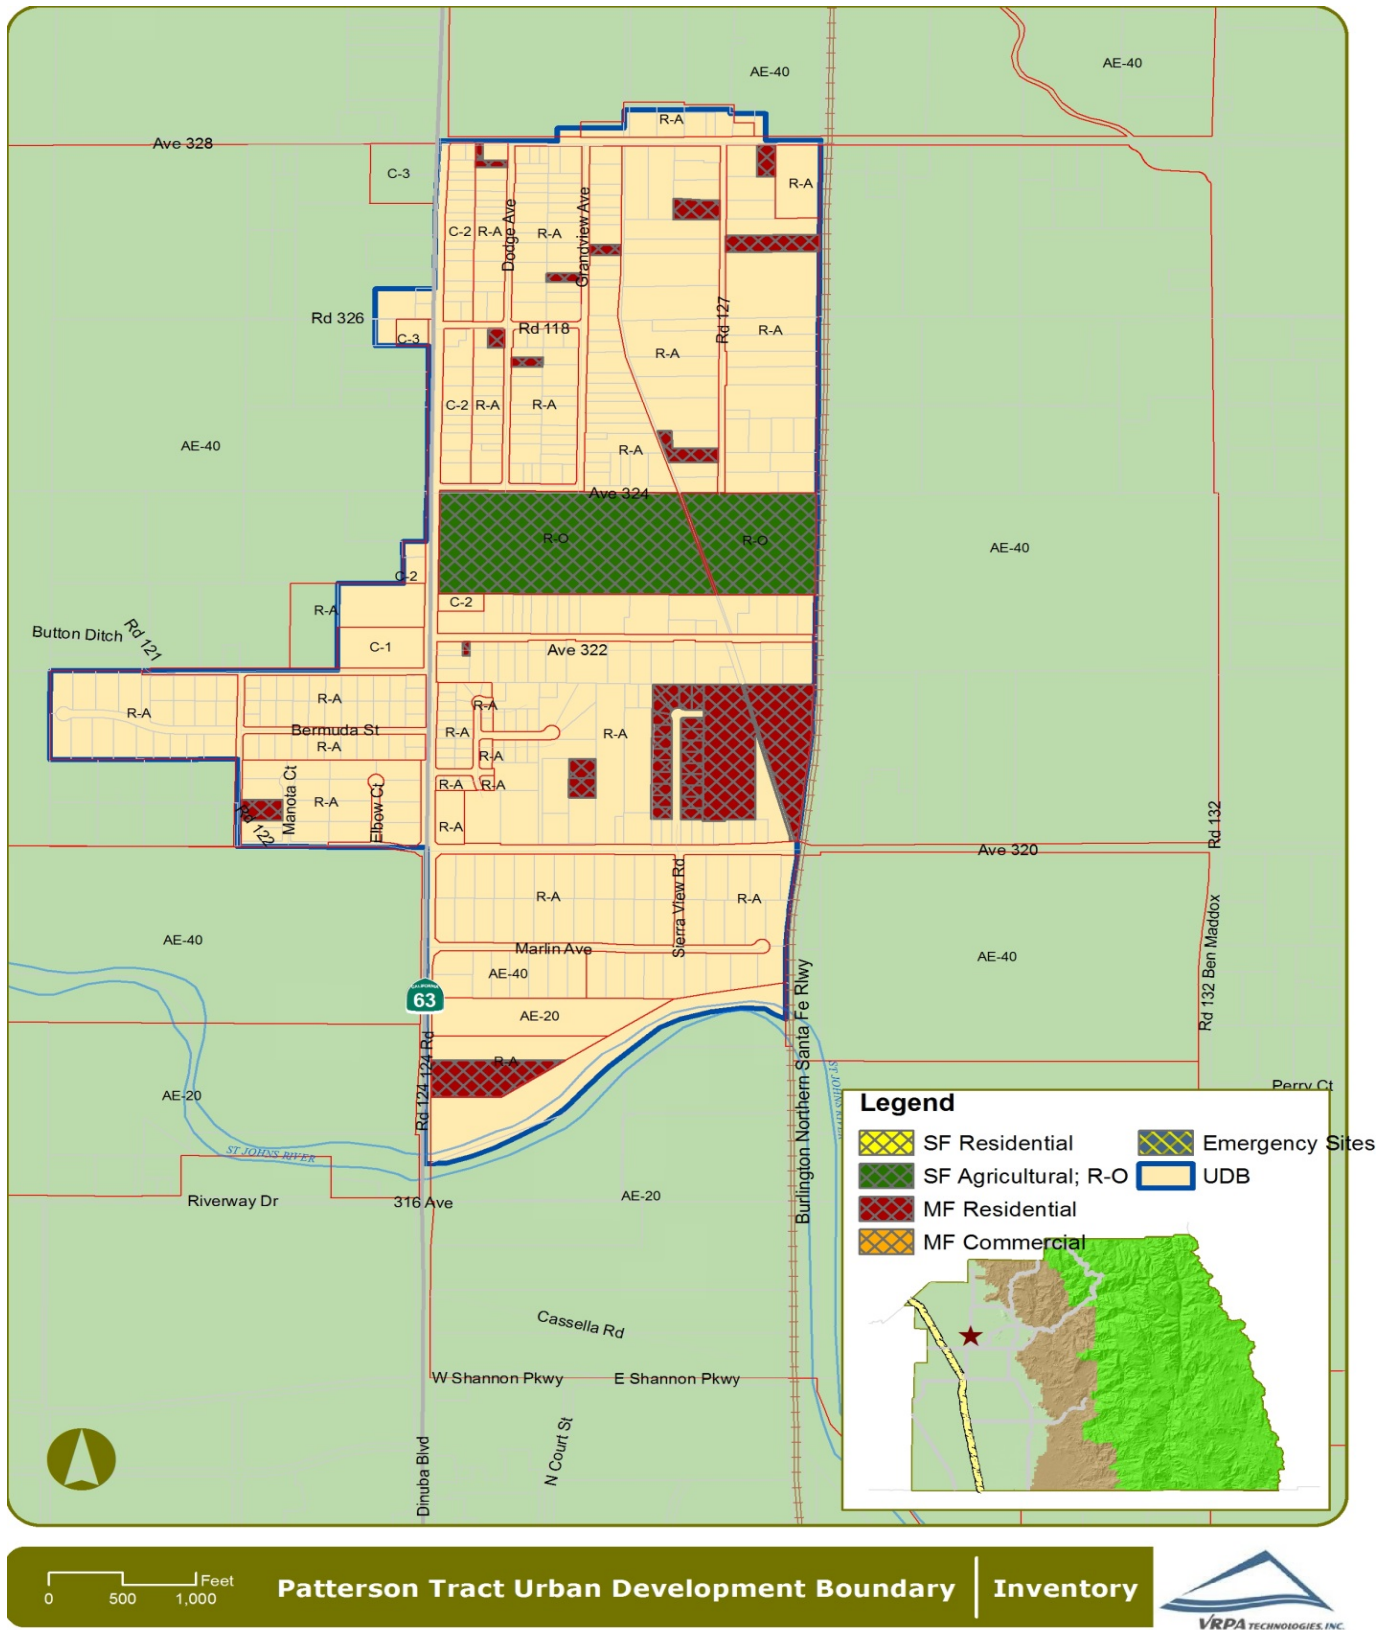 AE-40
AE-40
R-A
Ave 328
C-3
R-A
C-2
R-A
Dodge Ave
R-A
Grandview Ave
Rd 127
R-A
Rd 326
C-3
Rd 118
R-A
C-2
R-A
R-A
AE-40
R-A
Ave 324
R-O
R-O
AE-40
C-2
C-2
R-A
Button Ditch
Rd 121
C-1
Ave 322
R-A
R-A
R-A
Bermuda St
R-A
R-A
R-A
R-A
R-A
R-A
R-A
Manota Ct
Elbow Ct
Rd 122
R-A
Rd 132
Ave 320
R-A
R-A
Sierra View Rd
Rd 132 Ben Maddox
AE-40
Marlin Ave
AE-40
AE-40
CALIFORNIA
63
AE-20
Burlington Northern Santa Fe Rlwy
R-A
Rd 124 124 Rd
AE-20
ST JOHNS RIVER
ST JOHNS RIVER
Perry Ct
Riverway Dr
316 Ave
AE-20
Cassella Rd
W Shannon Pkwy
E Shannon Pkwy
N Court St
Dinuba Blvd
Legend
SF Residential
Emergency Sites
SF Agricultural; R-O
UDB
MF Residential
MF Commercial
Feet
0 500 1,000
Patterson Tract Urban Development Boundary
Inventory
VRPA TECHNOLOGIES, INC.